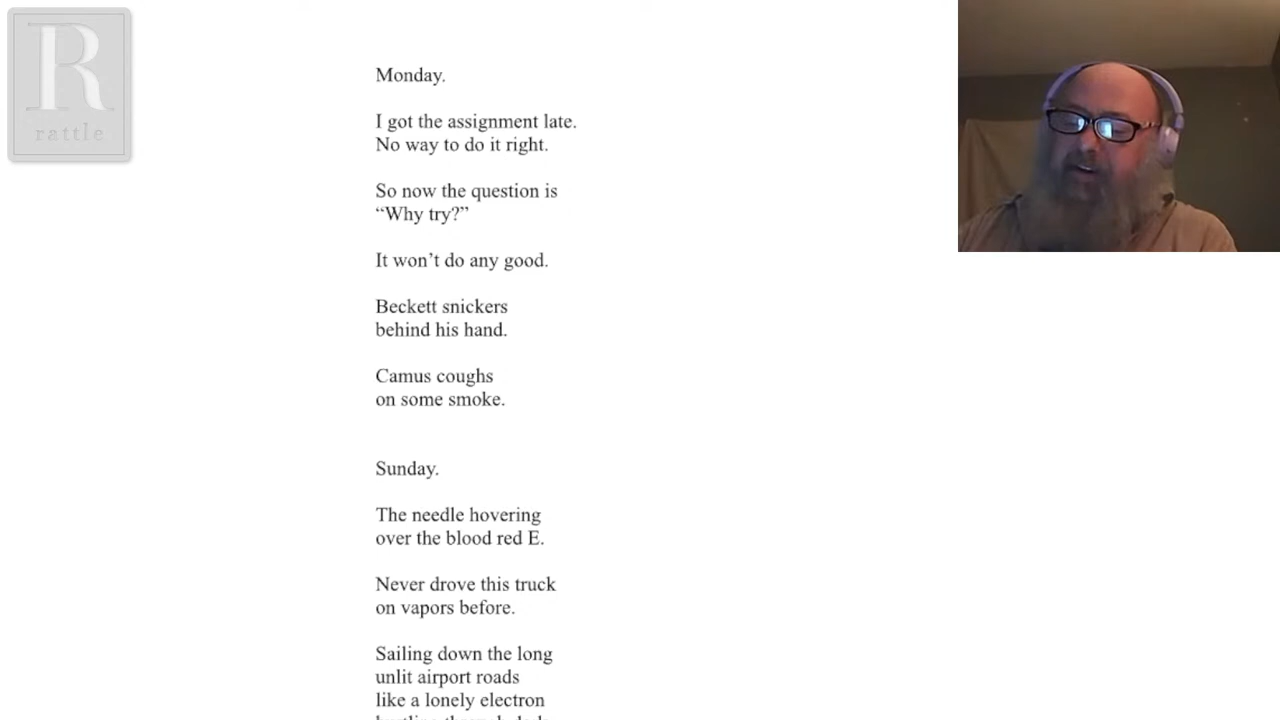 R
rattle
Monday.
I got the assignment late.
No way to do it right.
So now the question is
“Why try?”
It won’t do any good.
Beckett snickers
behind his hand.
Camus coughs
on some smoke.
Sunday.
The needle hovering
over the blood red E.
Never drove this truck
on vapors before.
Sailing down the long
unlit airport roads
like a lonely electron